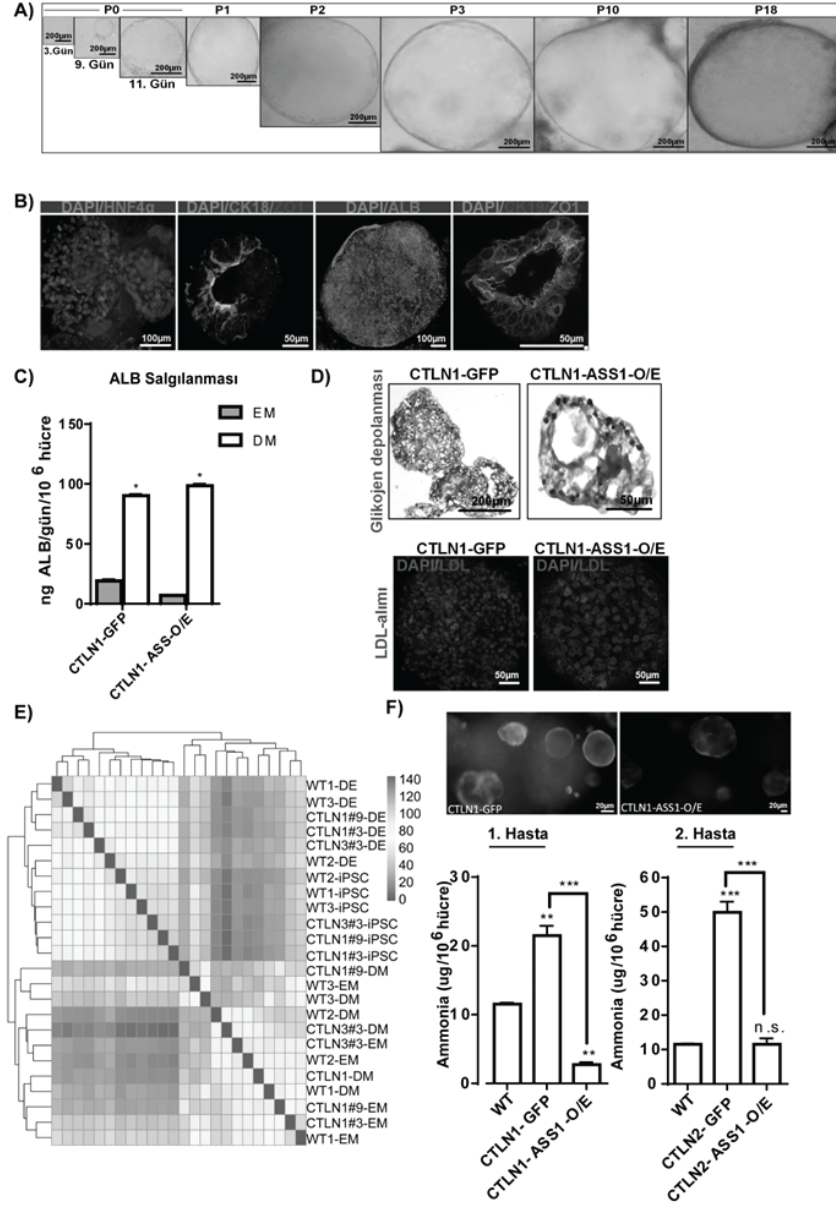 A)
P0 P1 P2 P3 P10 P18
200µm 200µm 200µm 200µm 200µm 200µm 200µm 200µm
3.Gün
9. Gün
11. Gün
B)
DAPI/HNF4α DAPI/CK18/ZO1 DAPI/ALB DAPI/CK19/ZO1
100µm 50µm 100µm 50µm
C)
ALB Salgılanması
ng ALB/gün/10 6 hücre
150
100
50
0
EM
DM
* *
CTLN1-GFP
CTLN1- ASS-O/E
D)
Glikojen depolanması
CTLN1-GFP CTLN1-ASS1-O/E
200µm 50µm
LDL-alımı
CTLN1-GFP CTLN1-ASS1-O/E
DAPI/LDL DAPI/LDL
50µm 50µm
E)
140
120
100
80
60
40
20
0
WT1-DE
WT3-DE
CTLN1#9-DE
CTLN1#3-DE
CTLN3#3-DE
WT2-DE
WT2-iPSC
WT1-iPSC
WT3-iPSC
CTLN3#3-iPSC
CTLN1#9-iPSC
CTLN1#3-iPSC
CTLN1#9-DM
WT3-EM
WT3-DM
WT2-DM
CTLN3#3-DM
CTLN3#3-EM
WT2-EM
CTLN1-DM
WT1-DM
CTLN1#9-EM
CTLN1#3-EM
WT1-EM
F)
CTLN1-GFP 20µm
CTLN1-ASS1-O/E 20µm
1. Hasta
Ammonia (ug/10 6 hücre)
30
20
10
0
**
***
**
WT
CTLN1- GFP
CTLN1- ASS1-O/E
2. Hasta
Ammonia (ug/10 6 hücre)
60
50
40
30
20
10
0
***
***
n.s.
WT
CTLN2- GFP
CTLN2- ASS1-O/E